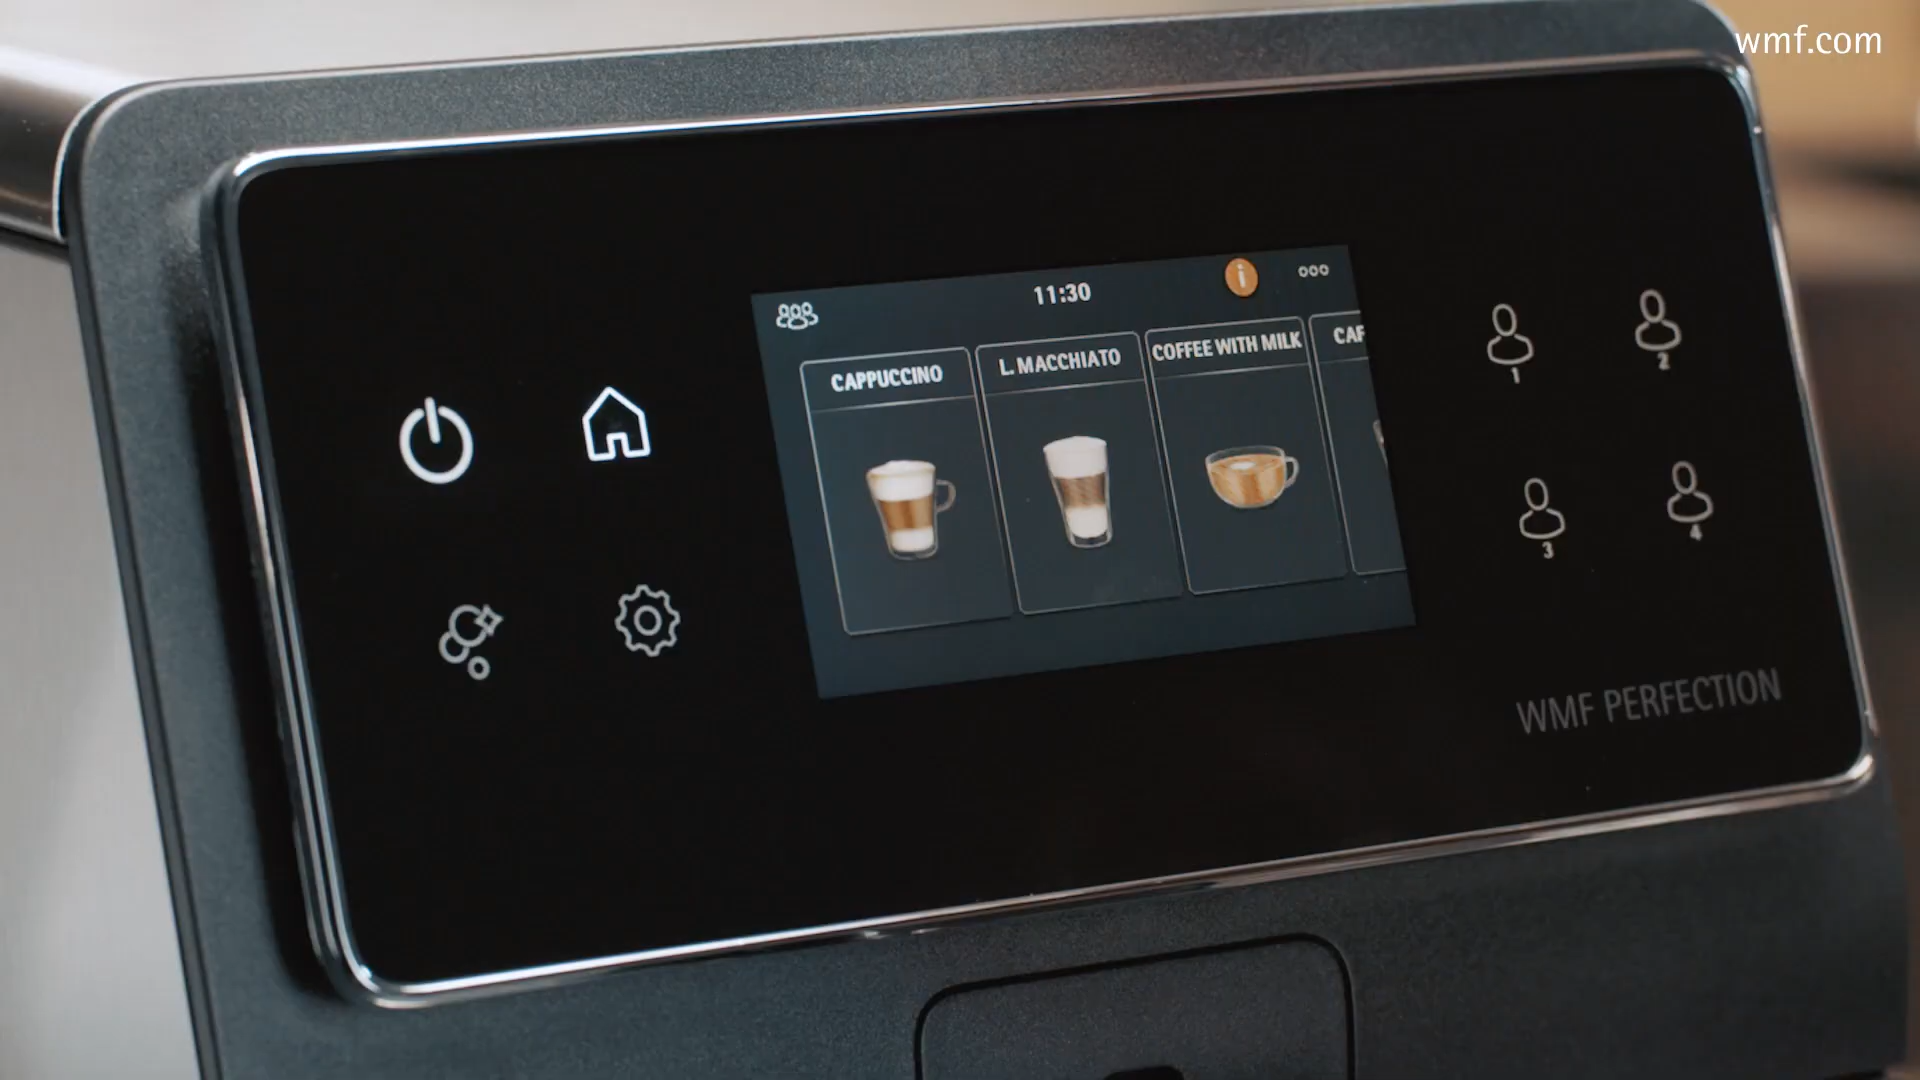 wmf.com
11:30
i
CAPPUCCINO
L. MACCHIATO
COFFEE WITH MILK
CAF
1
2
3
4
WMF PERFECTION